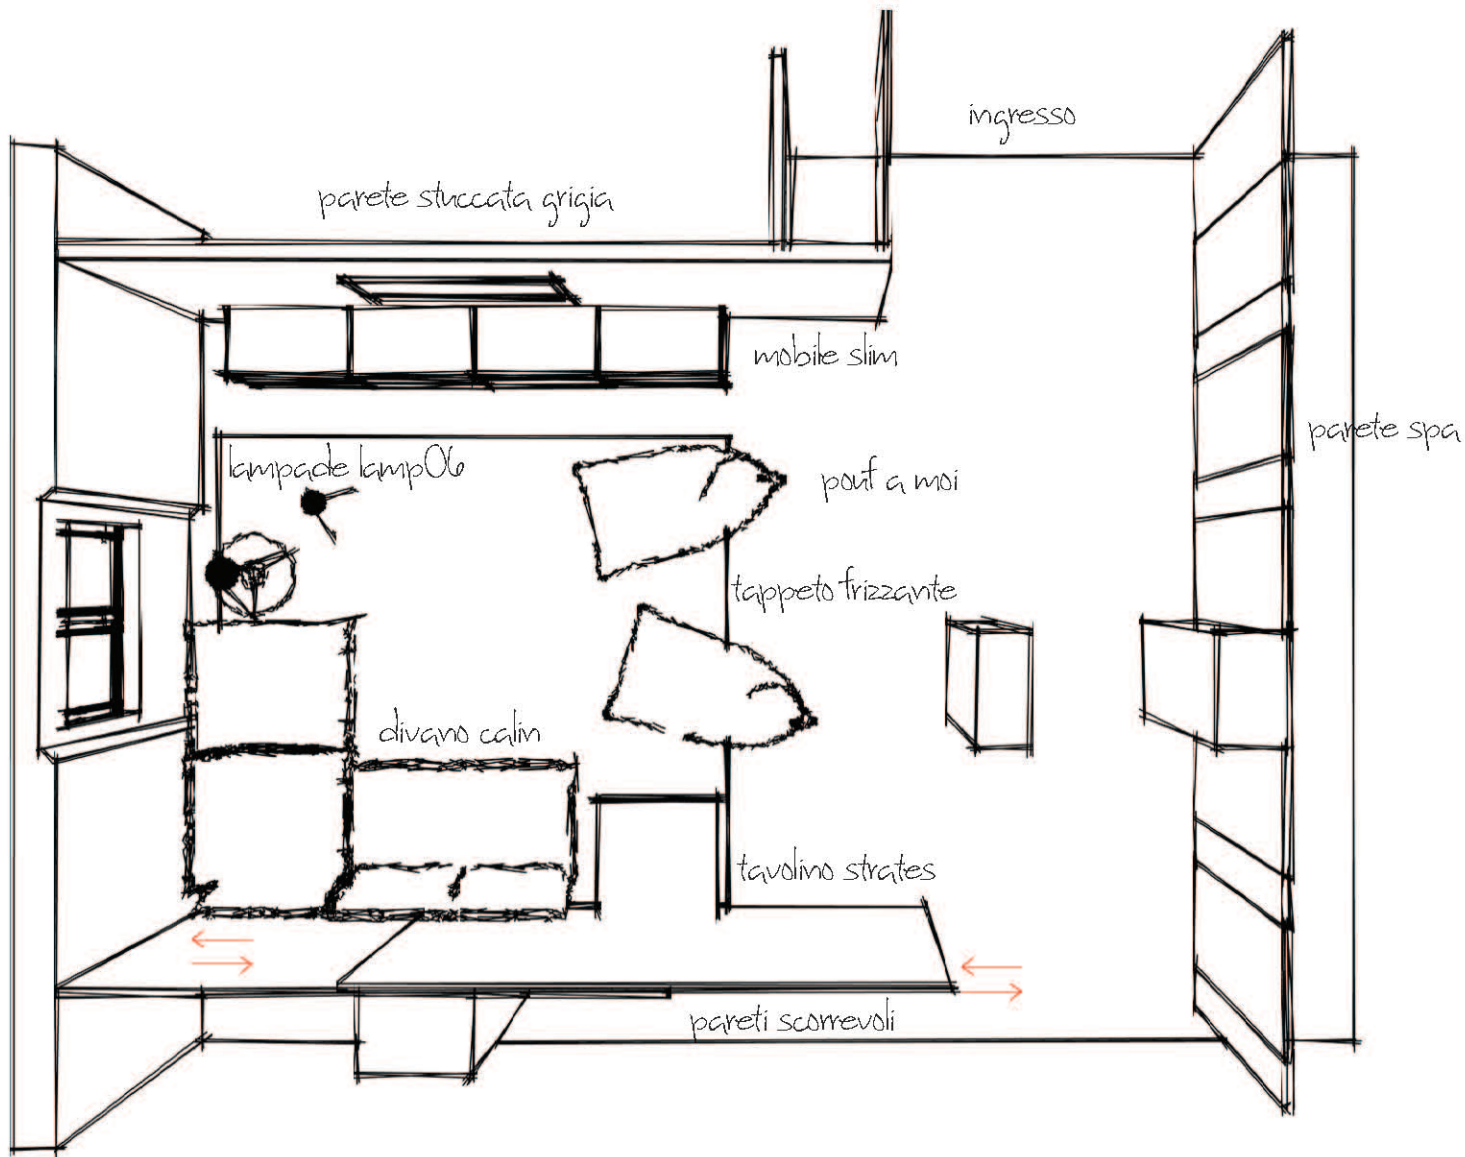 ingresso
parete stuccata grigia
mobile slim
parete spa
lampade lamp06
pouf a moi
tappeto frizzante
divano calin
tavolino strates
pareti scorrevoli